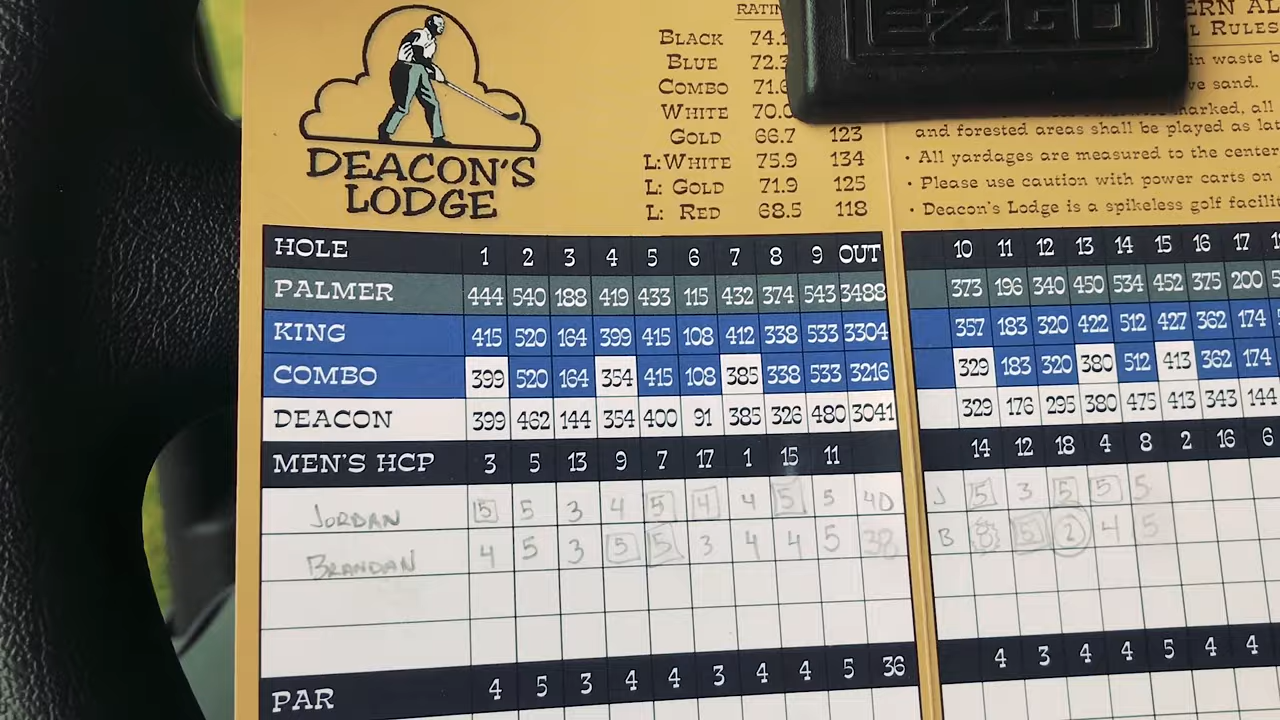 DEACON'S
LODGE
BLACK 74.1
BLUE 72.3
COMBO 71.6
WHITE 70.0
GOLD 66.7 123
L:WHITE 75.9 134
L: GOLD 71.9 125
L: RED 68.5 118
E-Z-GO
RULES
in waste
sand.
marked, all
and forested areas shall be played as
• All yardages are measured to the center
• Please use caution with power carts on
• Deacon's Lodge is a spikeless golf
HOLE 1 2 3 4 5 6 7 8 9 OUT 10 11 12 13 14 15 16 17
PALMER 444 540 188 419 433 115 432 374 543 3488 373 196 340 450 534 452 375 200
KING 415 520 164 399 415 108 412 338 533 3304 357 183 320 422 512 427 362 174
COMBO 399 520 164 354 415 108 385 338 533 3216 329 183 320 380 512 413 362 174
DEACON 399 462 144 354 400 91 385 326 480 3041 329 176 295 380 475 413 343 144
MEN'S HCP 3 5 13 9 7 17 1 15 11 14 12 18 4 8 2 16 6
JORDAN 5 5 3 4 5 4 4 5 5 40 J 5 3 5 5 5
BRANDAN 4 5 3 5 5 3 4 4 5 38 B 5 2 4 5
PAR 4 5 3 4 4 3 4 4 5 36 4 3 4 4 5 4 4